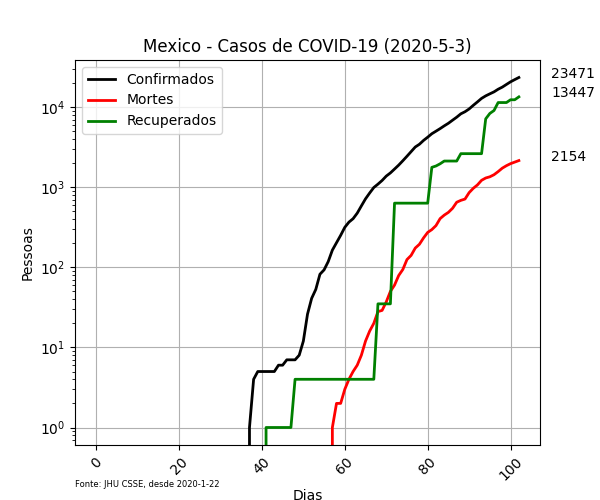 Mexico - Casos de COVID-19 (2020-5-3)
Confirmados
Mortes
Recuperados
23471
13447
2154
Pessoas
10⁴
10³
10²
10¹
10⁰
0 20 40 60 80 100
Dias
Fonte: JHU CSSE, desde 2020-1-22